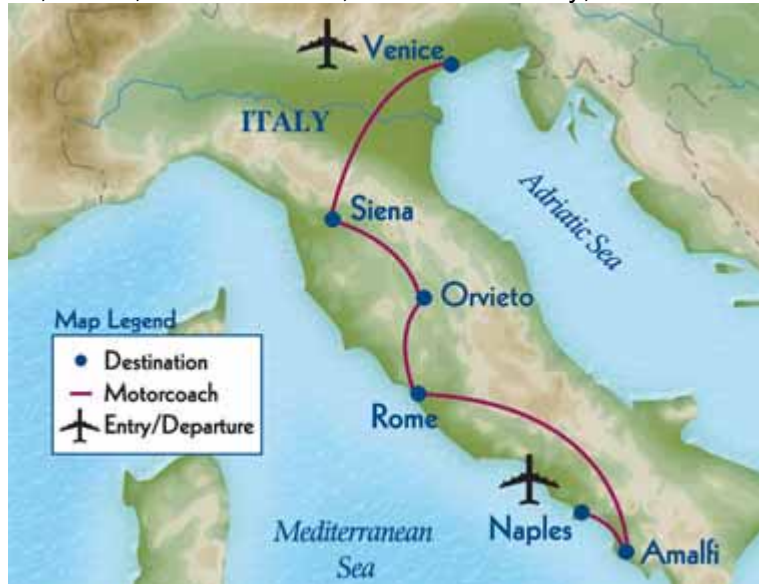 Venice
ITALY
Siena
Adriatic Sea
Orvieto
Map Legend
Destination
Motorcoach
Entry/Departure
Rome
Naples
Amalfi
Mediterranean
Sea